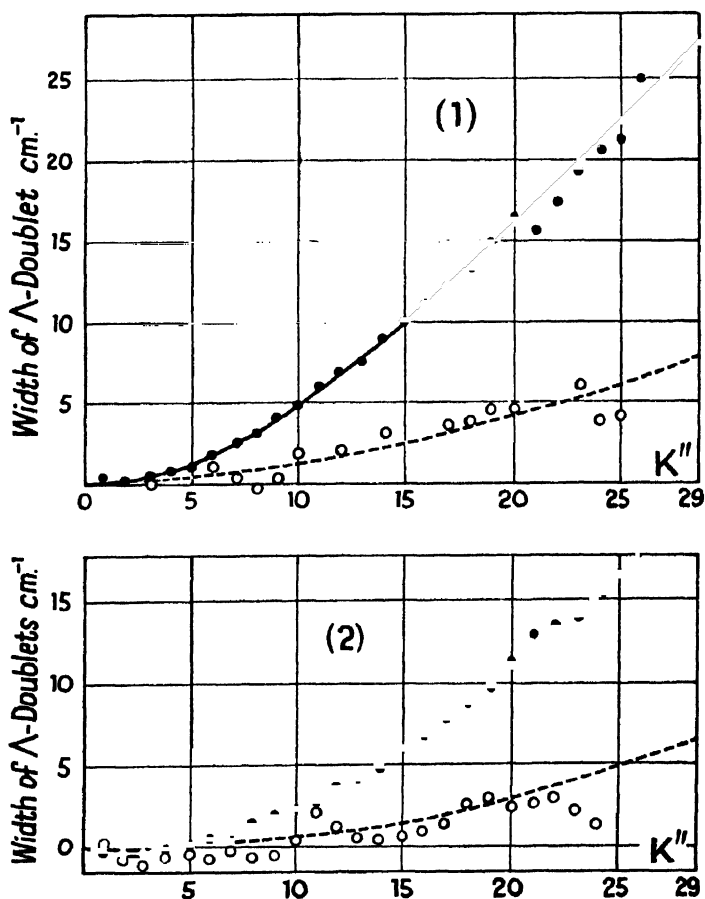 Width of Λ-Doublet cm.⁻¹
25
20
15
10
5
(1)
K″
0 5 10 15 20 25 29
Width of Λ-Doublets cm.⁻¹
15
10
5
0
(2)
K″
5 10 15 20 25 29